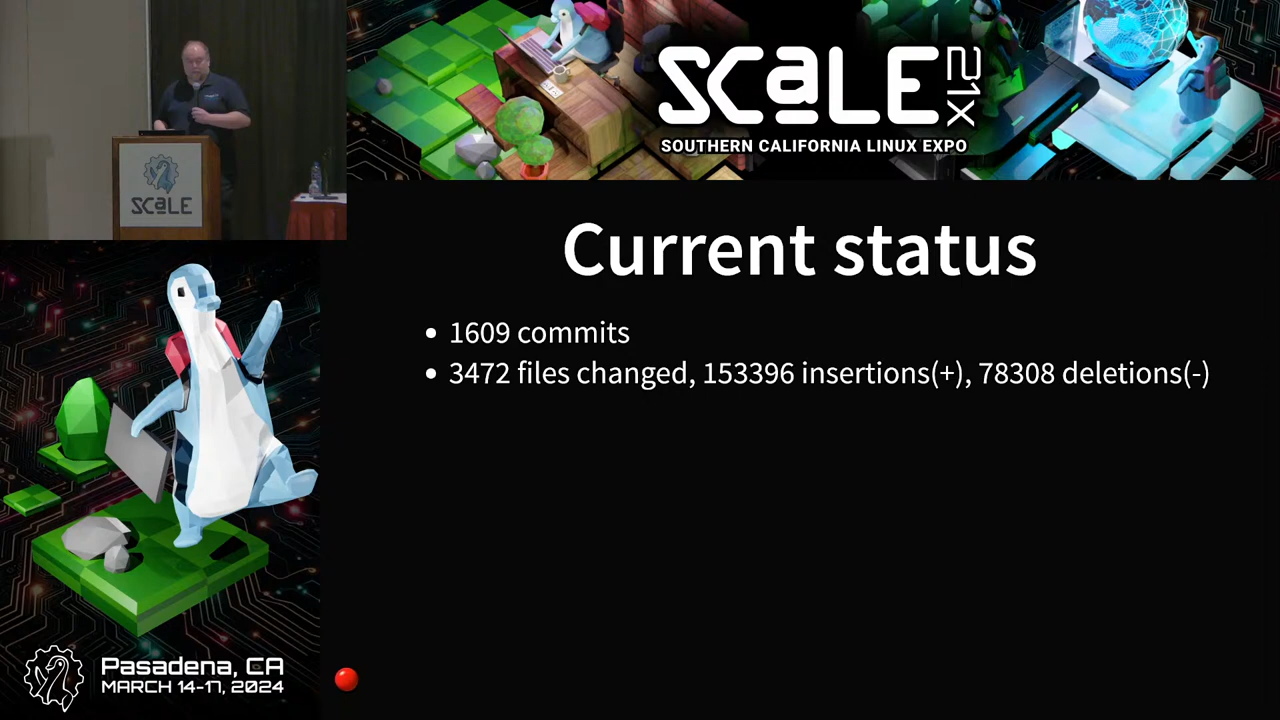 SCaLE 21x
SOUTHERN CALIFORNIA LINUX EXPO
SCaLE
Current status
1609 commits
3472 files changed, 153396 insertions(+), 78308 deletions(-)
Pasadena, CA
MARCH 14-17, 2024